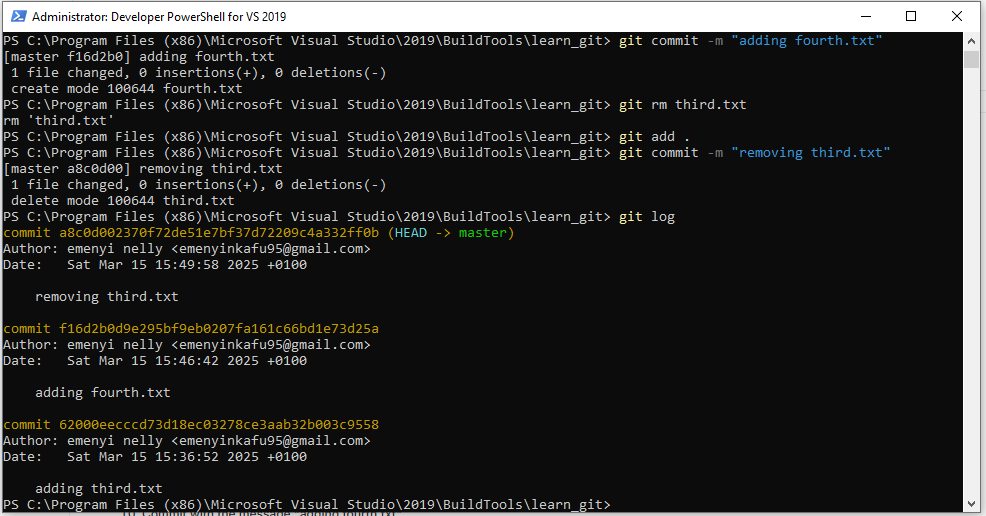 Administrator: Developer PowerShell for VS 2019
PS C:\Program Files (x86)\Microsoft Visual Studio\2019\BuildTools\learn_git> git commit -m "adding fourth.txt"
[master f16d2b0] adding fourth.txt
 1 file changed, 0 insertions(+), 0 deletions(-)
 create mode 100644 fourth.txt
PS C:\Program Files (x86)\Microsoft Visual Studio\2019\BuildTools\learn_git> git rm third.txt
rm 'third.txt'
PS C:\Program Files (x86)\Microsoft Visual Studio\2019\BuildTools\learn_git> git add .
PS C:\Program Files (x86)\Microsoft Visual Studio\2019\BuildTools\learn_git> git commit -m "removing third.txt"
[master a8c0d00] removing third.txt
 1 file changed, 0 insertions(+), 0 deletions(-)
 delete mode 100644 third.txt
PS C:\Program Files (x86)\Microsoft Visual Studio\2019\BuildTools\learn_git> git log
commit a8c0d002370f72de51e7bf37d72209c4a332ff0b (HEAD -> master)
Author: emenyi nelly <emenyinkafu95@gmail.com>
Date:   Sat Mar 15 15:49:58 2025 +0100

    removing third.txt

commit f16d2b0d9e295bf9eb0207fa161c66bd1e73d25a
Author: emenyi nelly <emenyinkafu95@gmail.com>
Date:   Sat Mar 15 15:46:42 2025 +0100

    adding fourth.txt

commit 62000eecccd73d18ec03278ce3aab32b003c9558
Author: emenyi nelly <emenyinkafu95@gmail.com>
Date:   Sat Mar 15 15:36:52 2025 +0100

    adding third.txt
PS C:\Program Files (x86)\Microsoft Visual Studio\2019\BuildTools\learn_git>